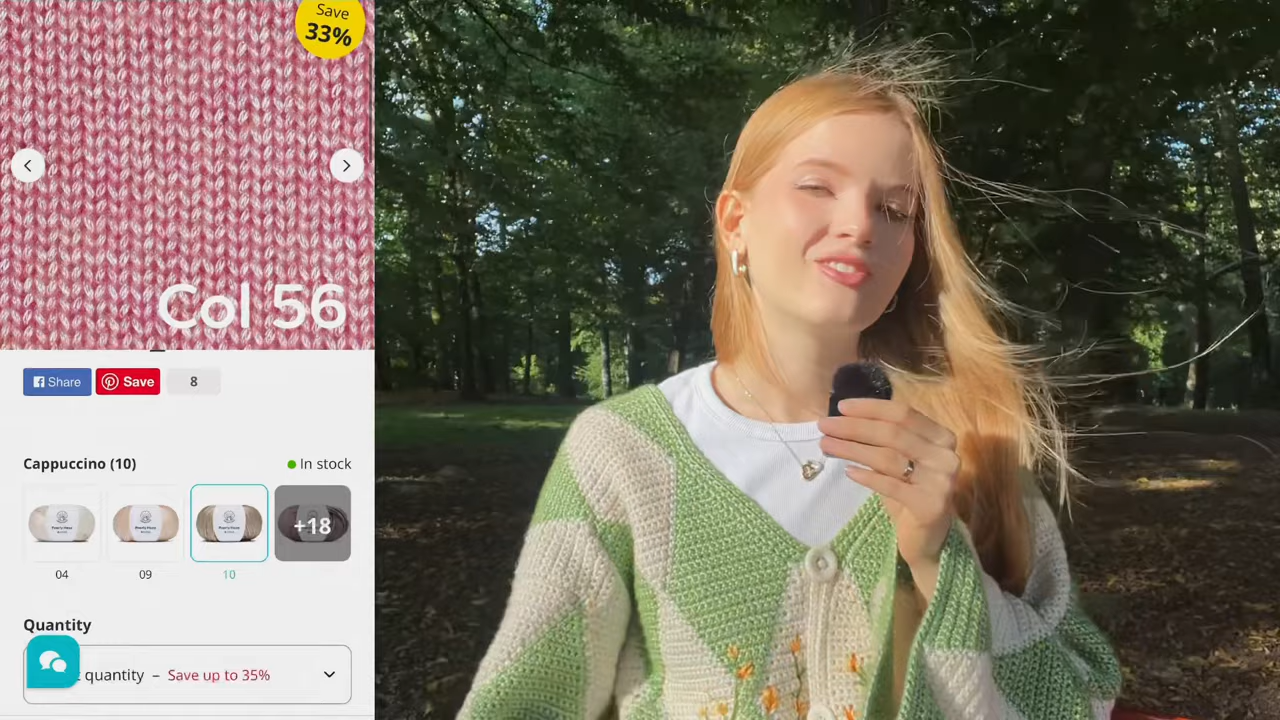 Save
33%
Col 56
Share
Save
8
Cappuccino (10)
In stock
+18
04
09
10
Quantity
quantity – Save up to 35%